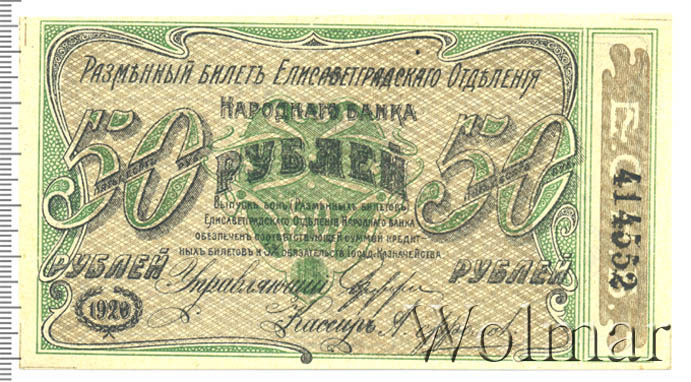 Размѣнный Билетъ Елисаветградскаго Отдѣленія
Народнаго Банка
50 50
РУБЛЕЙ
Выпускъ бонъ (размѣнныхъ билетовъ)
Елисаветградскаго Отдѣленія Народнаго Банка
обезпеченъ соотвѣтствующей суммой кредит-
ныхъ билетовъ и 5% обязательствъ Госуд. Казначейства
РУБЛЕЙ РУБЛЕЙ
Управляющій
1920
Кассиръ
414552
Wolmar